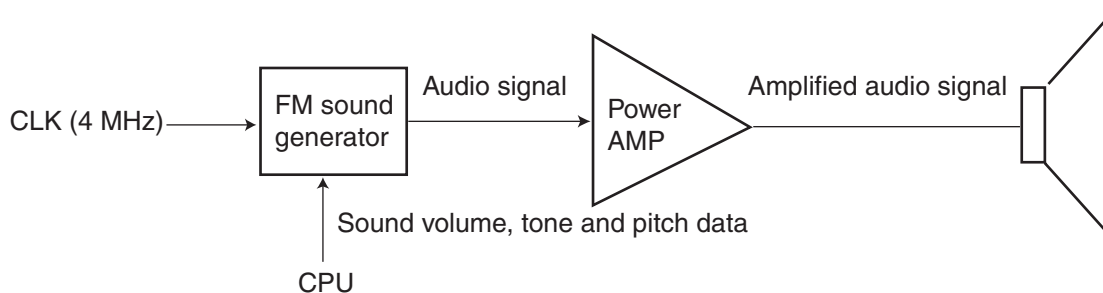 CLK (4 MHz)
FM sound
generator
Audio signal
Power
AMP
Amplified audio signal
Sound volume, tone and pitch data
CPU